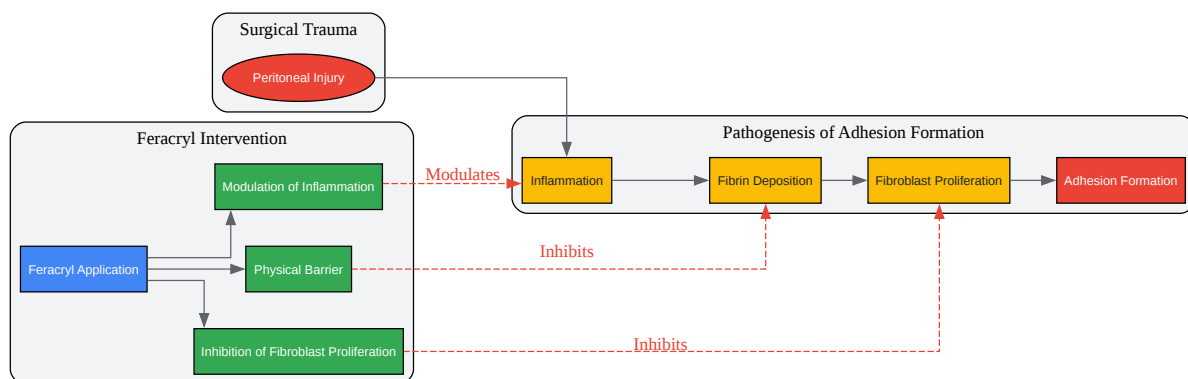 Surgical Trauma
Peritoneal Injury
Feracryl Intervention
Pathogenesis of Adhesion Formation
Modulation of Inflammation
Modulates
Inflammation
Fibrin Deposition
Fibroblast Proliferation
Adhesion Formation
Feracryl Application
Physical Barrier
Inhibits
Inhibition of Fibroblast Proliferation
Inhibits